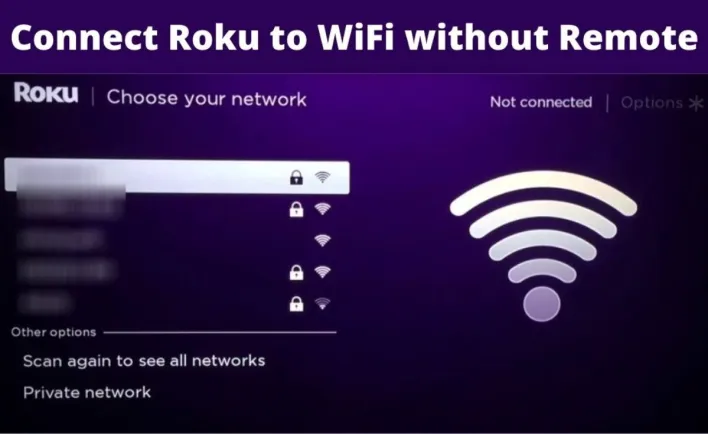 Connect Roku to WiFi without Remote
ROKU | Choose your network
Not connected | Options
Other options
Scan again to see all networks
Private network